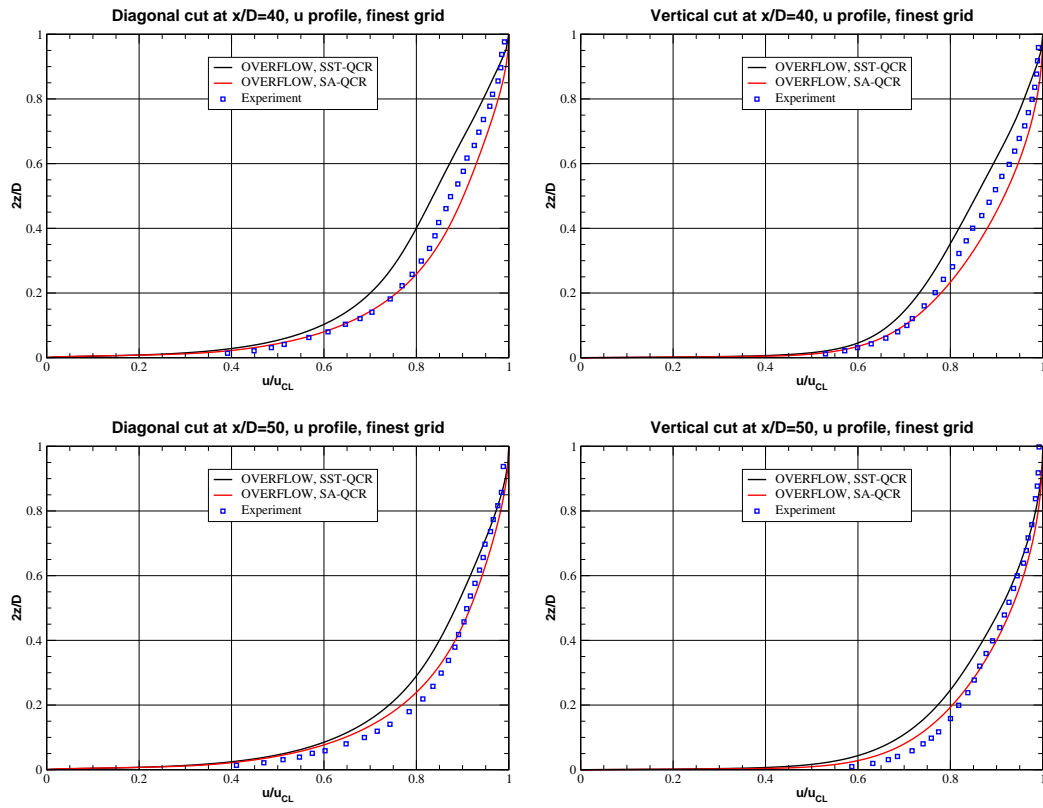 Diagonal cut at x/D=40, u profile, finest grid
1
0.8
0.6
0.4
0.2
0
2z/D
OVERFLOW, SST-QCR
OVERFLOW, SA-QCR
Experiment
0
0.2
0.4
0.6
0.8
1
u/uCL
Vertical cut at x/D=40, u profile, finest grid
1
0.8
0.6
0.4
0.2
0
2z/D
OVERFLOW, SST-QCR
OVERFLOW, SA-QCR
Experiment
0
0.2
0.4
0.6
0.8
1
u/uCL
Diagonal cut at x/D=50, u profile, finest grid
1
0.8
0.6
0.4
0.2
0
2z/D
OVERFLOW, SST-QCR
OVERFLOW, SA-QCR
Experiment
0
0.2
0.4
0.6
0.8
1
u/uCL
Vertical cut at x/D=50, u profile, finest grid
1
0.8
0.6
0.4
0.2
0
2z/D
OVERFLOW, SST-QCR
OVERFLOW, SA-QCR
Experiment
0
0.2
0.4
0.6
0.8
1
u/uCL